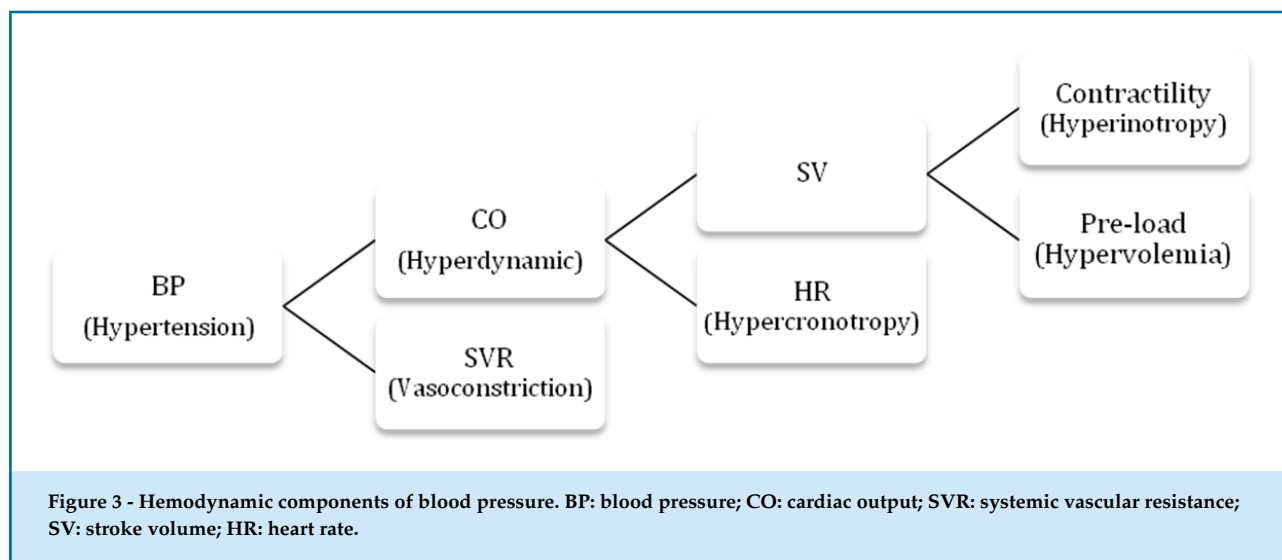 BP
(Hypertension)
CO
(Hyperdynamic)
SVR
(Vasoconstriction)
SV
HR
(Hypercronotropy)
Contractility
(Hyperinotropy)
Pre-load
(Hypervolemia)
Figure 3 - Hemodynamic components of blood pressure. BP: blood pressure; CO: cardiac output; SVR: systemic vascular resistance;
SV: stroke volume; HR: heart rate.